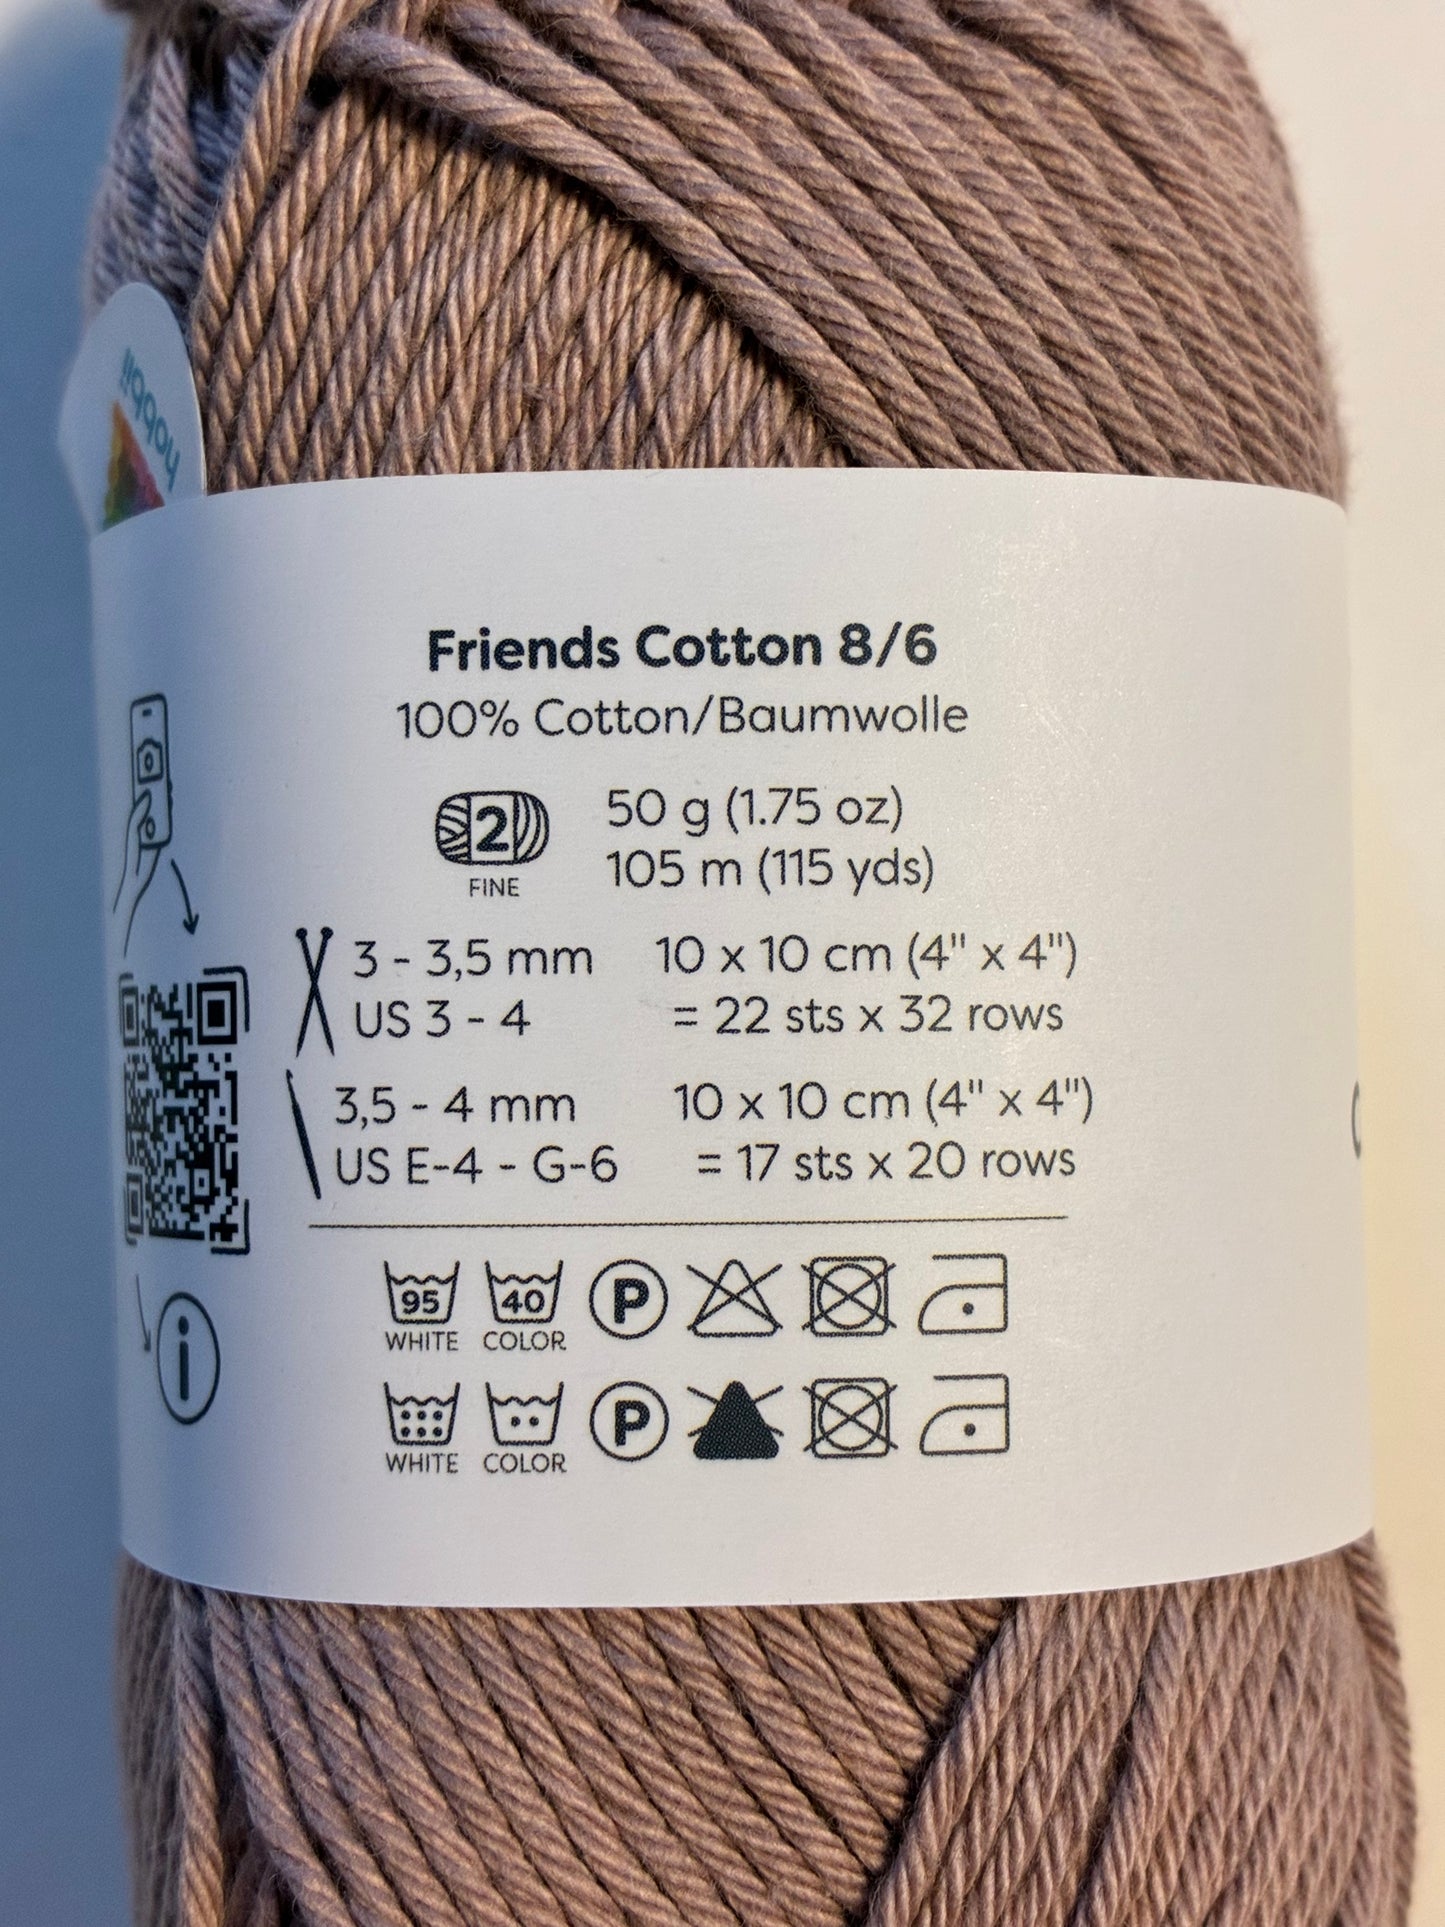 hobbii
Friends Cotton 8/6
100% Cotton/Baumwolle
2
FINE
50 g (1.75 oz)
105 m (115 yds)
3 - 3,5 mm
US 3 - 4
10 x 10 cm (4" x 4")
= 22 sts x 32 rows
3,5 - 4 mm
US E-4 - G-6
10 x 10 cm (4" x 4")
= 17 sts x 20 rows
95 40 P
WHITE COLOR
P
WHITE COLOR
i